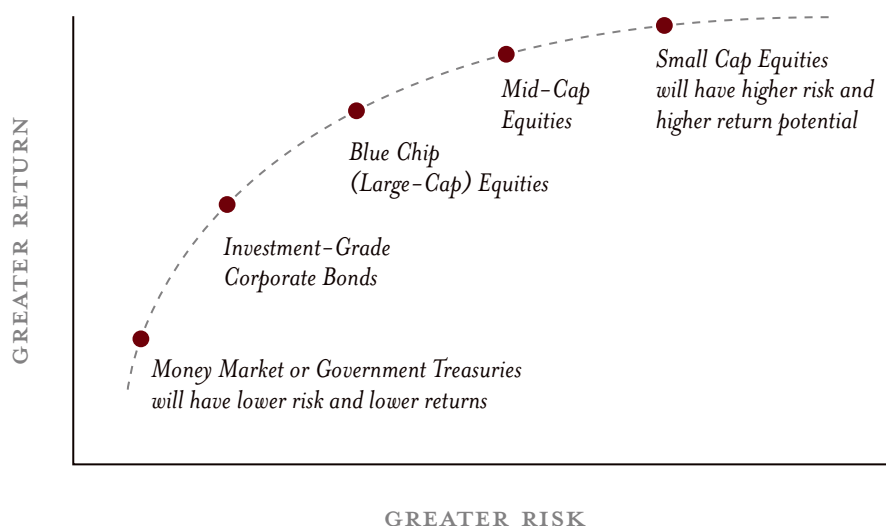 Small Cap Equities
will have higher risk and
higher return potential
Mid-Cap
Equities
Blue Chip
(Large-Cap) Equities
Investment-Grade
Corporate Bonds
Money Market or Government Treasuries
will have lower risk and lower returns
GREATER RETURN
GREATER RISK